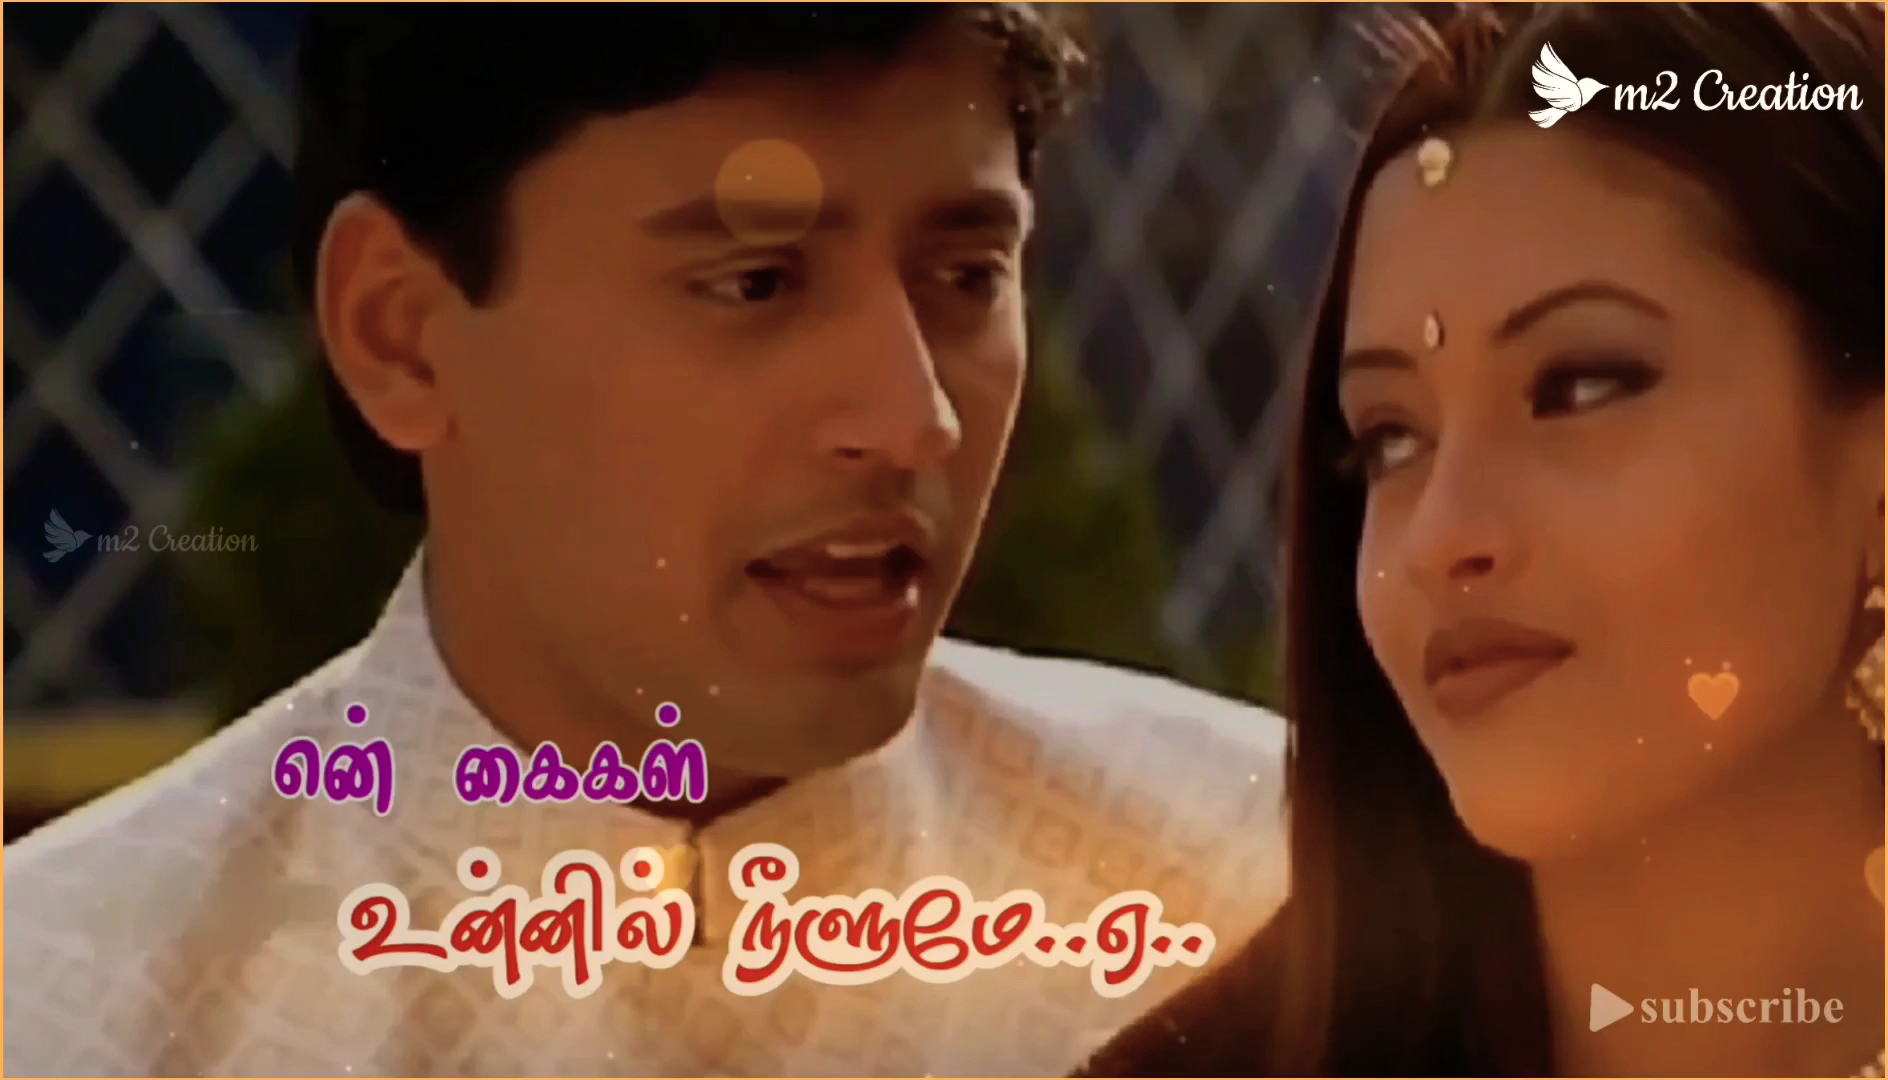 m2 Creation
m2 Creation
என் கைகள்
உன்னில் நீளுமே..ஏ..
subscribe